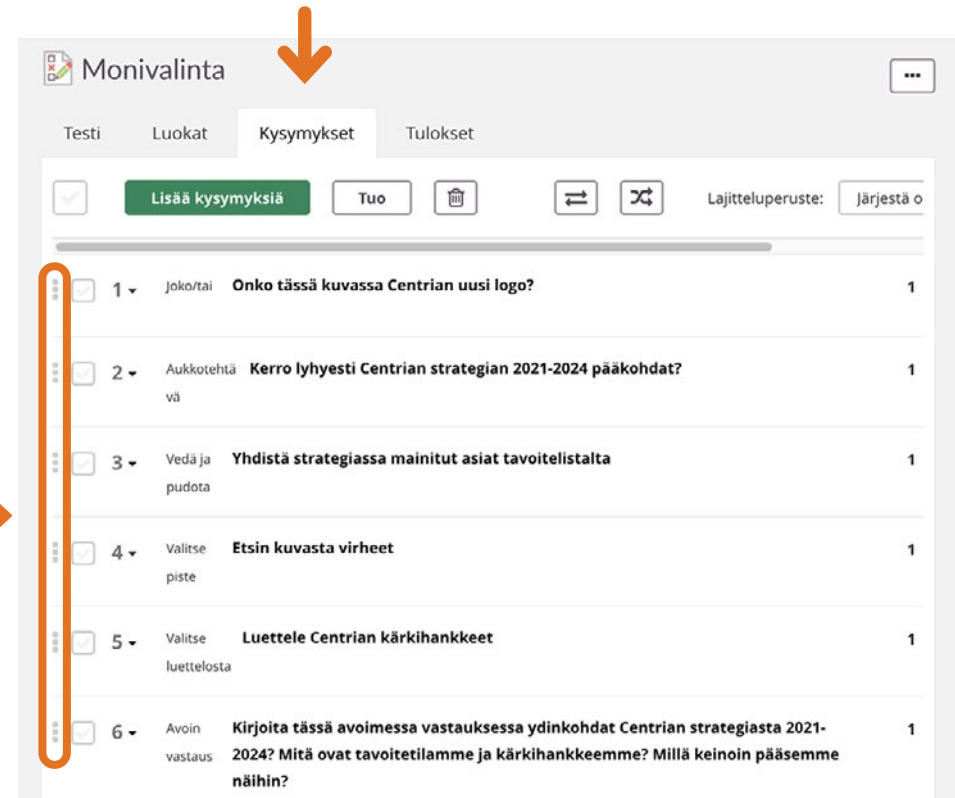 Monivalinta
Testi Luokat Kysymykset Tulokset
Lisää kysymyksiä Tuo Lajitteluperuste: Järjestä o
1 Joko/tai Onko tässä kuvassa Centrian uusi logo? 1
2 Aukkotehtä Kerro lyhyesti Centrian strategian 2021-2024 pääkohdat? 1
vä
3 Vedä ja Yhdistä strategiassa mainitut asiat tavoitelistalta 1
pudota
4 Valitse Etsin kuvasta virheet 1
piste
5 Valitse Luettele Centrian kärkihankkeet 1
luettelosta
6 Avoin Kirjoita tässä avoimessa vastauksessa ydinkohdat Centrian strategiasta 2021- 1
vastaus 2024? Mitä ovat tavoitetilamme ja kärkihankkeemme? Millä keinoin pääsemme
näihin?